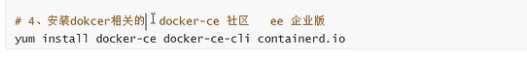 # 4、安装dokcer相关的 docker-ce 社区 ee 企业版
yum install docker-ce docker-ce-cli containerd.io